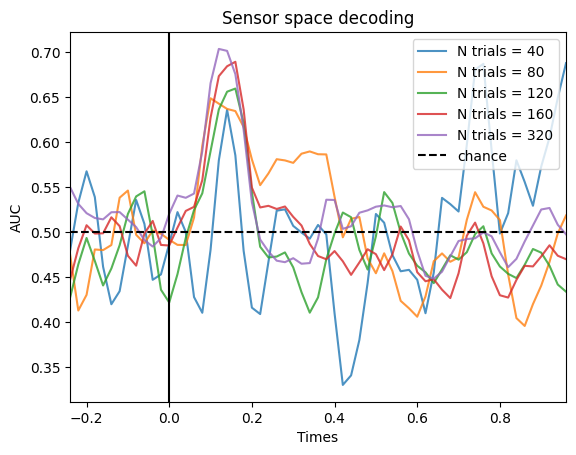 Sensor space decoding
AUC
0.70
0.65
0.60
0.55
0.50
0.45
0.40
0.35
N trials = 40
N trials = 80
N trials = 120
N trials = 160
N trials = 320
chance
−0.2
0.0
0.2
0.4
0.6
0.8
Times